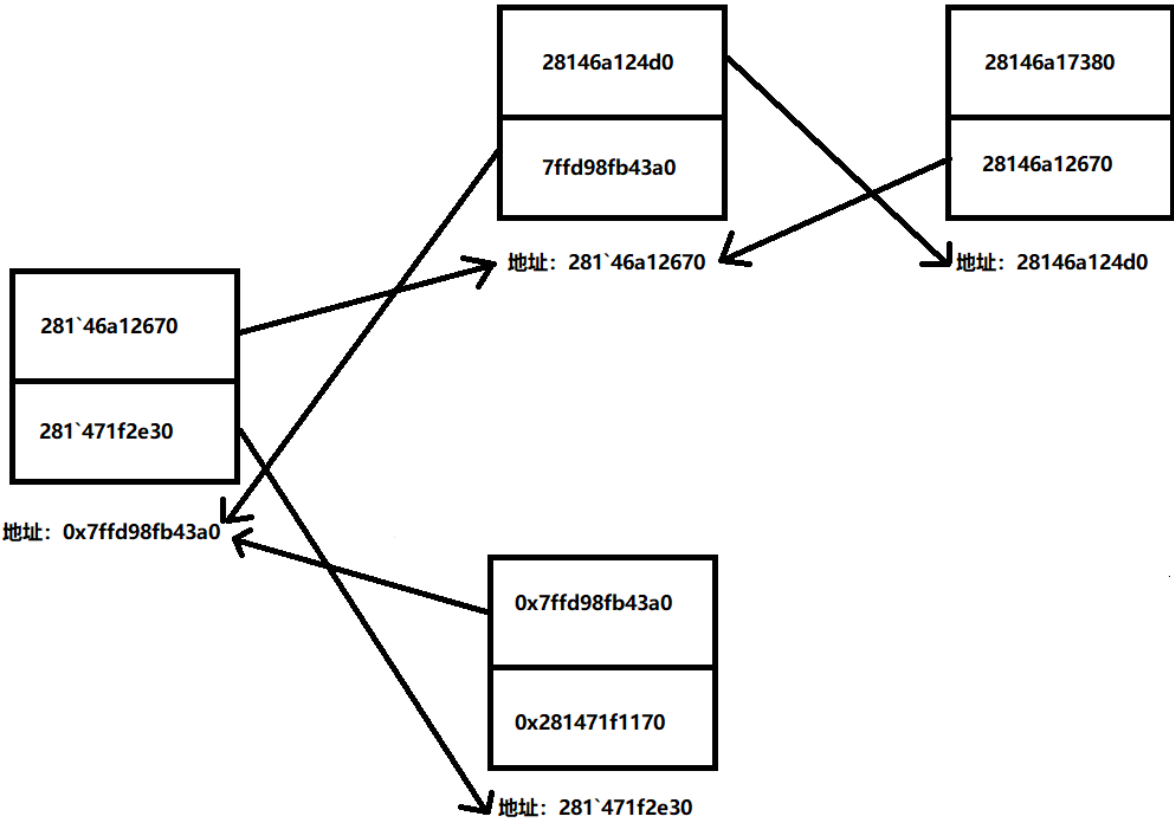 28146a124d0
7ffd98fb43a0
地址：281`46a12670
28146a17380
28146a12670
地址：28146a124d0
281`46a12670
281`471f2e30
地址：0x7ffd98fb43a0
0x7ffd98fb43a0
0x281471f1170
地址：281`471f2e30